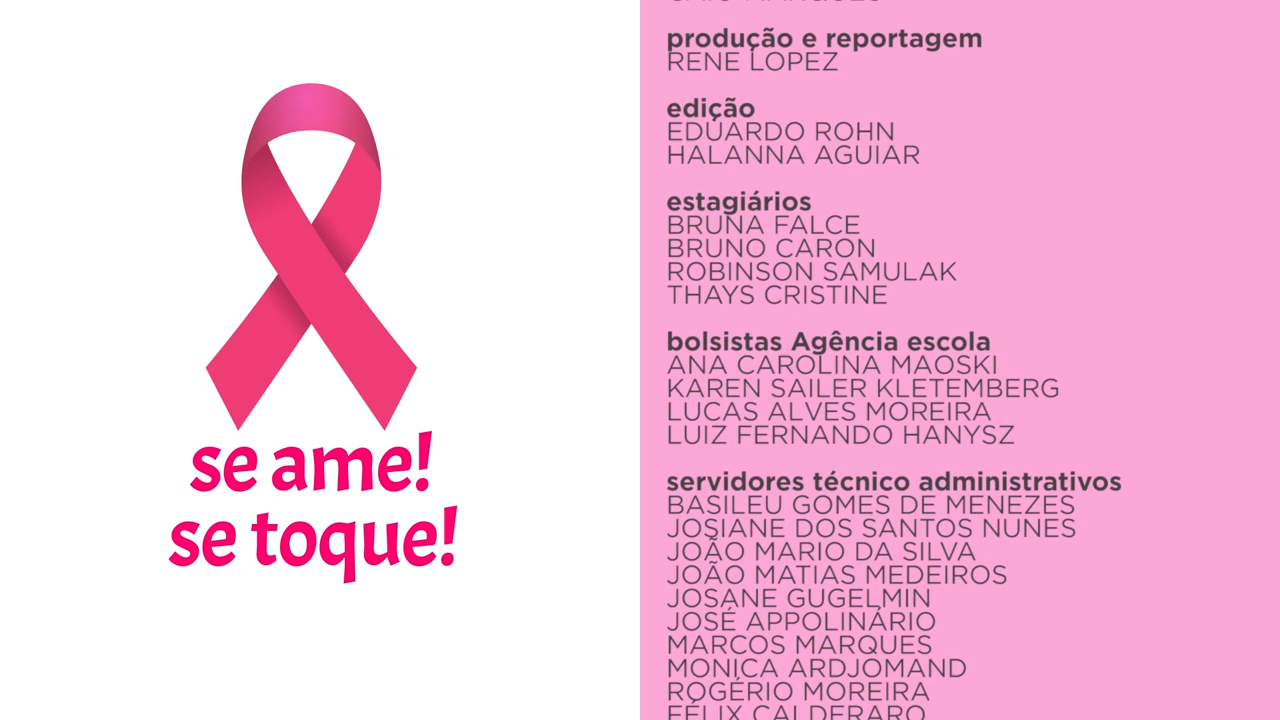 se ame!
se toque!
produção e reportagem
RENE LOPEZ
edição
EDUARDO ROHN
HALANNA AGUIAR
estagiários
BRUNA FALCE
BRUNO CARON
ROBINSON SAMULAK
THAYS CRISTINE
bolsistas Agência escola
ANA CAROLINA MAOSKI
KAREN SAILER KLETEMBERG
LUCAS ALVES MOREIRA
LUIZ FERNANDO HANYSZ
servidores técnico administrativos
BASILEU GOMES DE MENEZES
JOSIANE DOS SANTOS NUNES
JOÃO MARIO DA SILVA
JOÃO MATIAS MEDEIROS
JOSANE GUGELMIN
JOSÉ APPOLINÁRIO
MARCOS MARQUES
MONICA ARDJOMAND
ROGÉRIO MOREIRA
FÉLIX CALDERARO